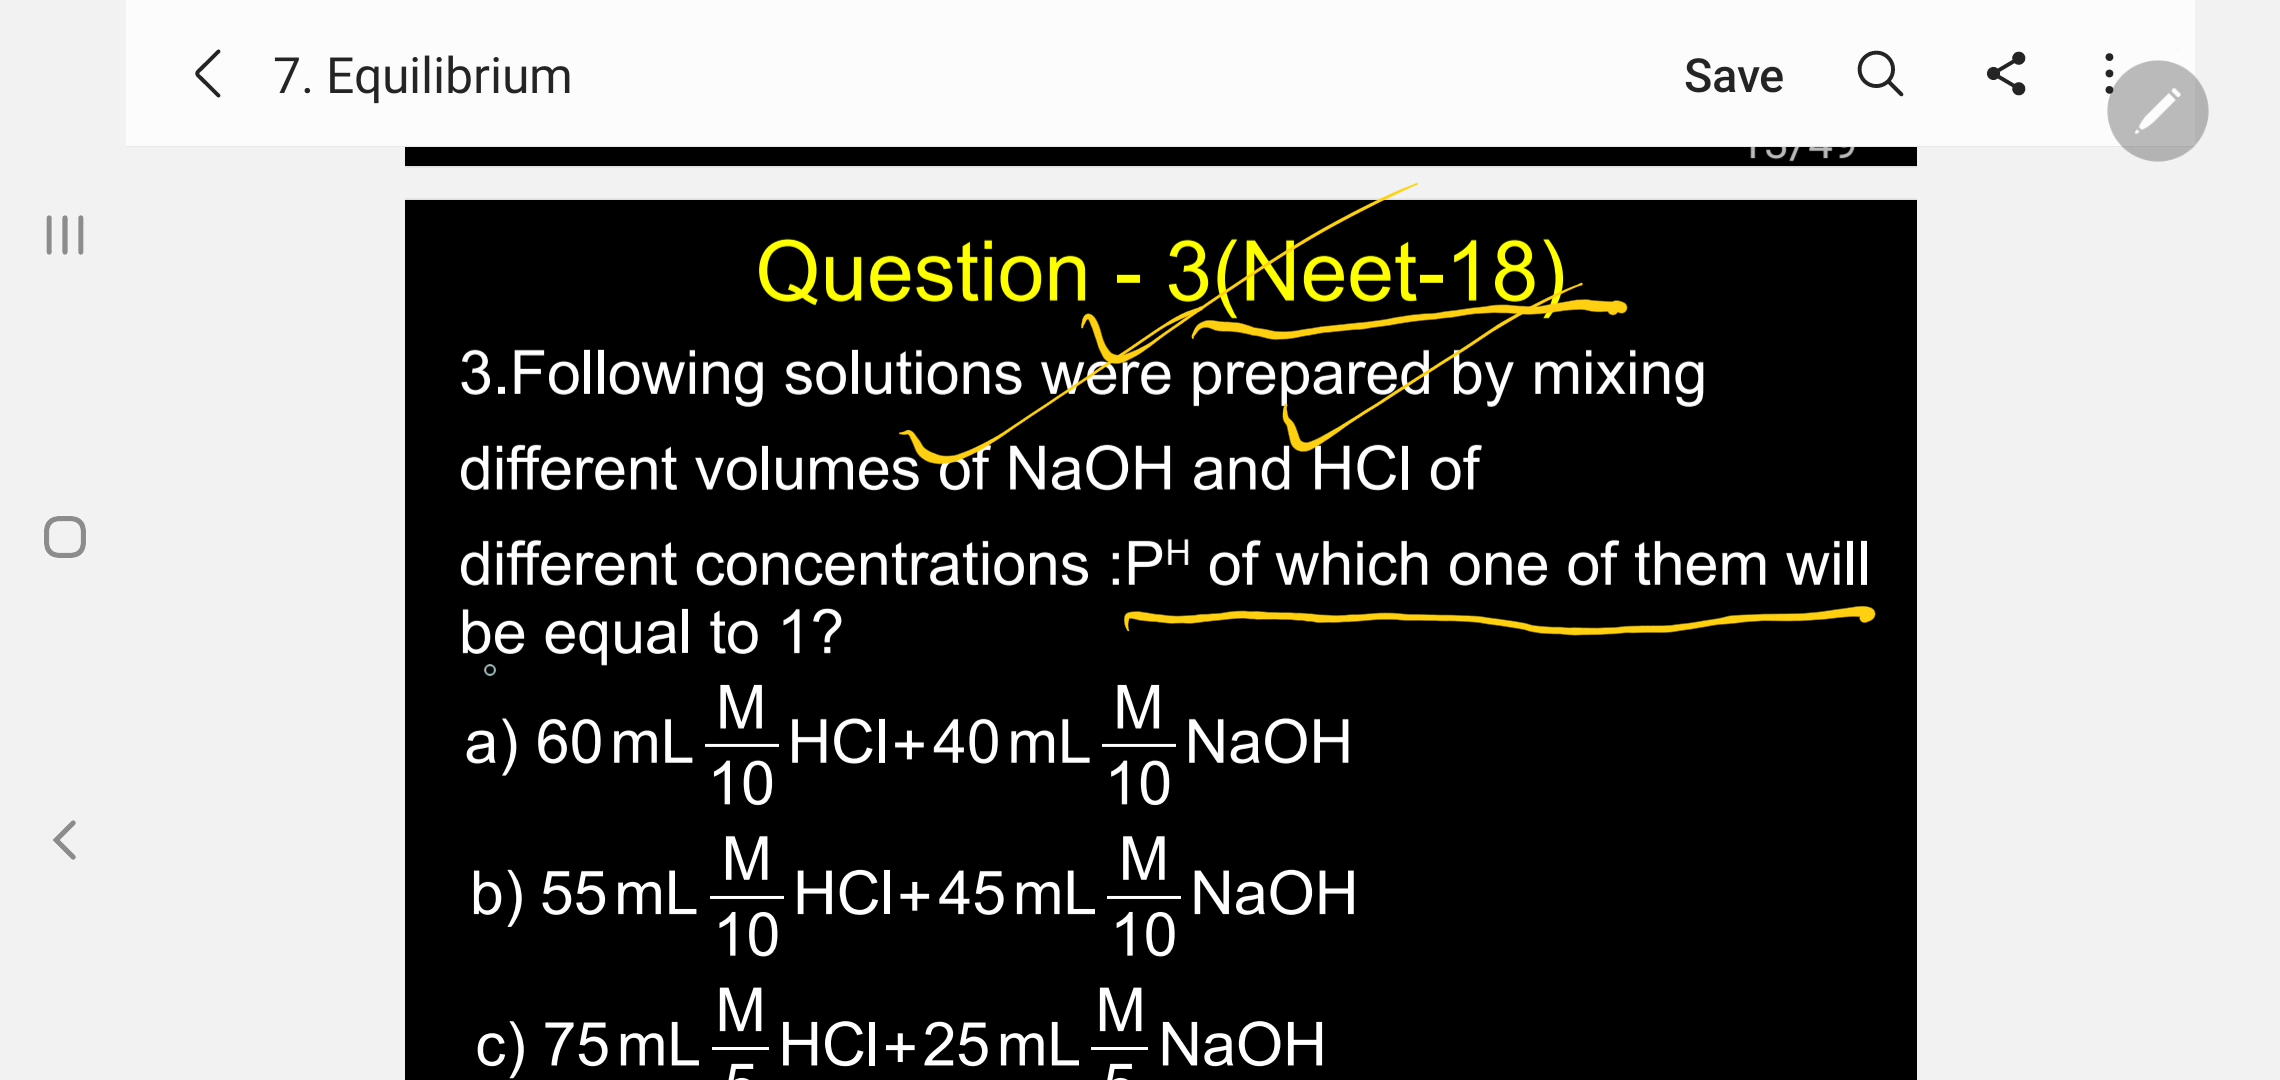 7. Equilibrium
Save
13/49
Question - 3(Neet-18)
3.Following solutions were prepared by mixing
different volumes of NaOH and HCl of
different concentrations :Pᴴ of which one of them will
be equal to 1?
a) 60 mL M/10 HCl + 40 mL M/10 NaOH
b) 55 mL M/10 HCl + 45 mL M/10 NaOH
c) 75 mL M/5 HCl + 25 mL M/5 NaOH